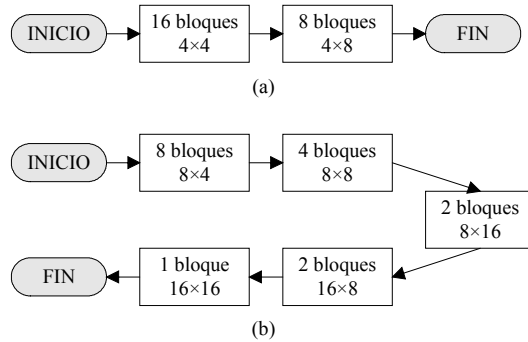 INICIO
16 bloques
4×4
8 bloques
4×8
FIN
(a)
INICIO
8 bloques
8×4
4 bloques
8×8
2 bloques
8×16
2 bloques
16×8
1 bloque
16×16
FIN
(b)